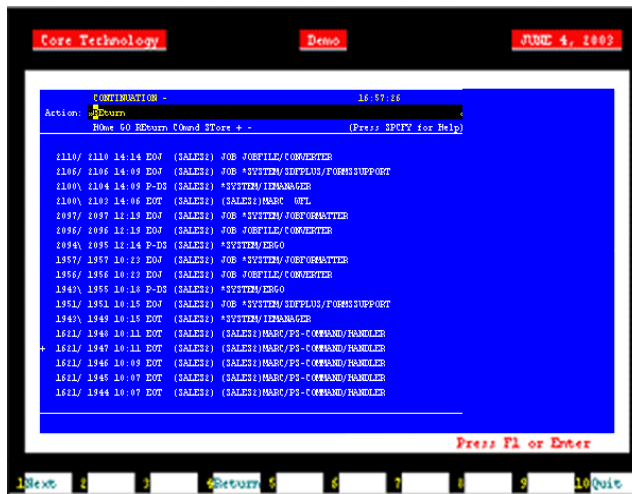 Core Technology Demo JUNE 4, 2003
CONTINUATION - 16:57:26
Action: »REturn ‹
HOme GO REturn COmnd STore + - (Press SPCFY for Help)
2110/ 2110 14:14 EOJ (SALES2) JOB JOBFILE/CONVERTER
2106/ 2106 14:09 EOJ (SALES2) JOB *SYSTEM/SDFPLUS/FORMSSUPPORT
2100\ 2104 14:09 P-DS (SALES2) *SYSTEM/IEMANAGER
2100\ 2103 14:06 EOT (SALES2) (SALES2)MARC WFL
2097/ 2097 12:19 EOJ (SALES2) JOB *SYSTEM/JOBFORMATTER
2096/ 2096 12:19 EOJ (SALES2) JOB JOBFILE/CONVERTER
2094\ 2095 12:14 P-DS (SALES2) *SYSTEM/ERGO
1957/ 1957 10:23 EOJ (SALES2) JOB *SYSTEM/JOBFORMATTER
1956/ 1956 10:23 EOJ (SALES2) JOB JOBFILE/CONVERTER
1949\ 1955 10:18 P-DS (SALES2) *SYSTEM/ERGO
1951/ 1951 10:15 EOJ (SALES2) JOB *SYSTEM/SDFPLUS/FORMSSUPPORT
1949\ 1949 10:15 EOT (SALES2) *SYSTEM/IEMANAGER
1621/ 1948 10:11 EOT (SALES2) (SALES2)MARC/PS-COMMAND/HANDLER
+ 1621/ 1947 10:11 EOT (SALES2) (SALES2)MARC/PS-COMMAND/HANDLER
1621/ 1946 10:09 EOT (SALES2) (SALES2)MARC/PS-COMMAND/HANDLER
1621/ 1945 10:07 EOT (SALES2) (SALES2)MARC/PS-COMMAND/HANDLER
1621/ 1944 10:07 EOT (SALES2) (SALES2)MARC/PS-COMMAND/HANDLER
Press F1 or Enter
1Next 2 3 4Return 5 6 7 8 9 10Quit